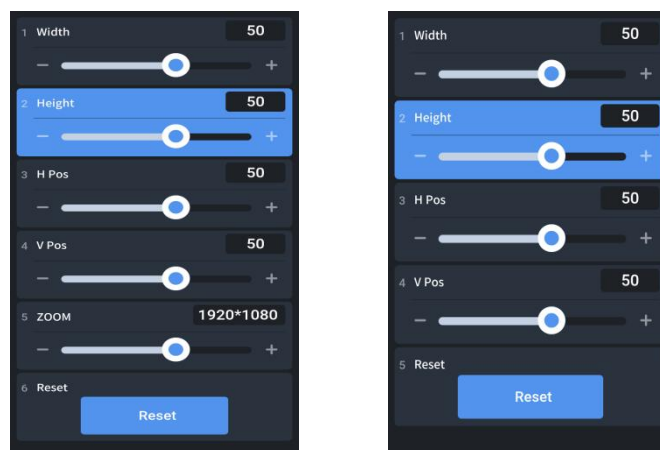 1 Width 50
− +
2 Height 50
− +
3 H Pos 50
− +
4 V Pos 50
− +
5 ZOOM 1920*1080
− +
6 Reset
Reset
1 Width 50
− +
2 Height 50
− +
3 H Pos 50
− +
4 V Pos 50
− +
5 Reset
Reset